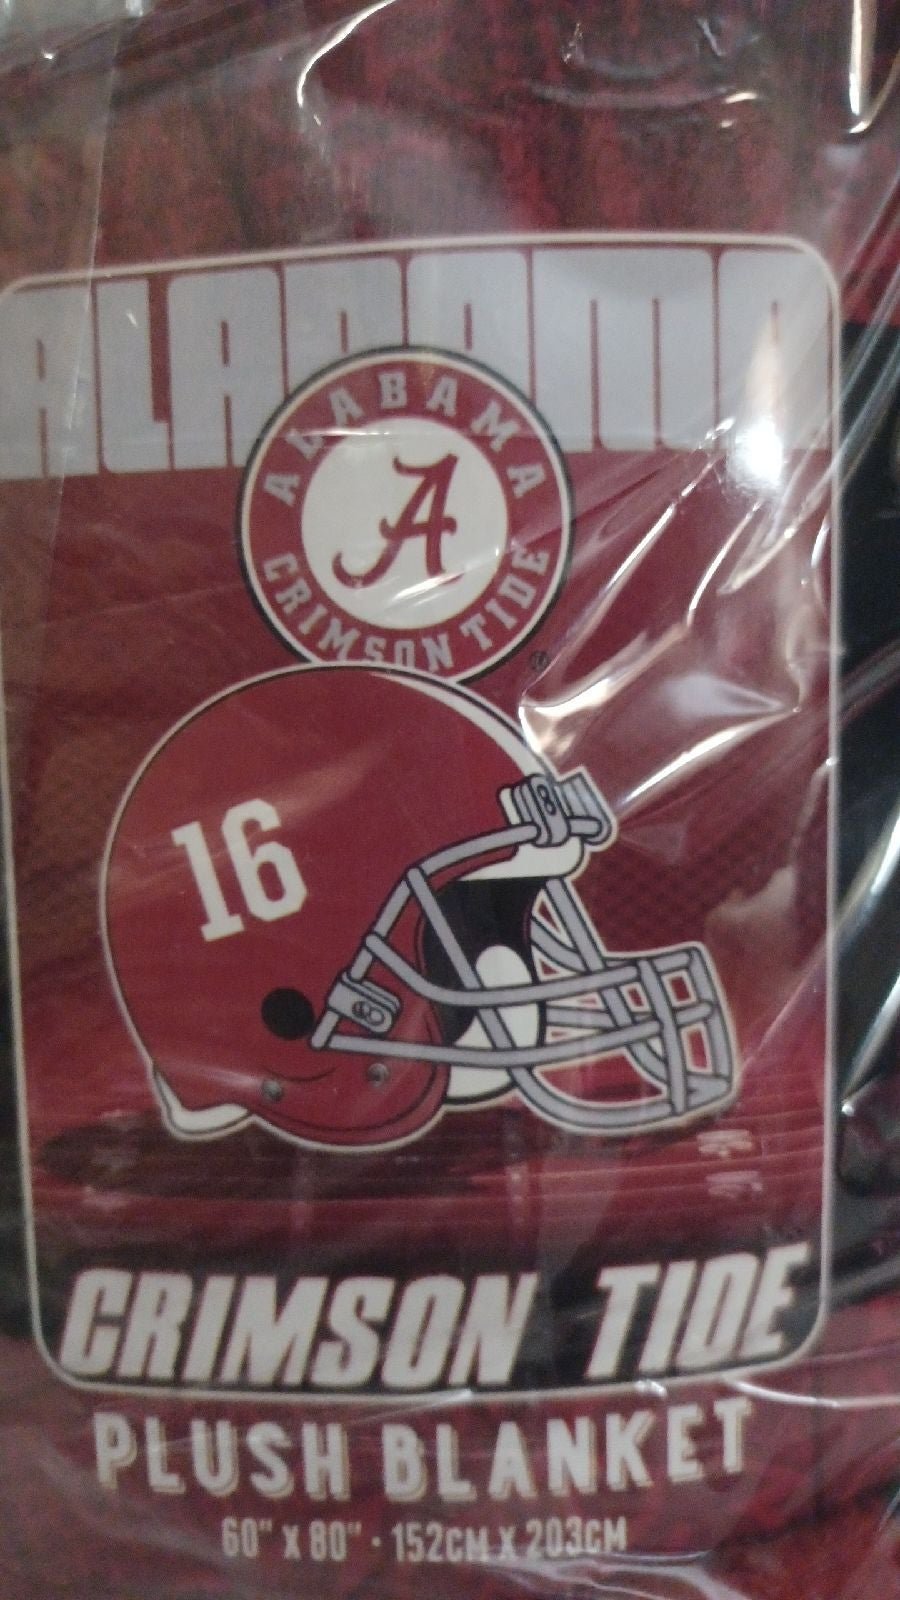 ALABAMA
ALABAMA
A
CRIMSON TIDE
®
16
CRIMSON TIDE
PLUSH BLANKET
60" X 80" · 152CM X 203CM